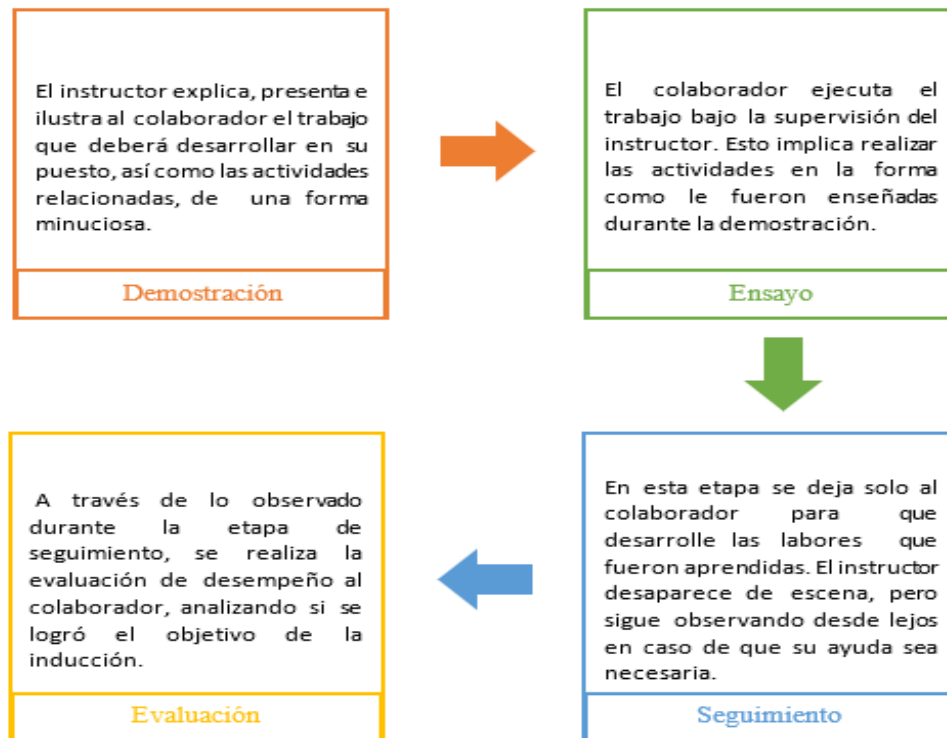 El instructor explica, presenta e
ilustra al colaborador el trabajo
que deberá desarrollar en su
puesto, así como las actividades
relacionadas, de una forma
minuciosa.
Demostración
El colaborador ejecuta el
trabajo bajo la supervisión del
instructor. Esto implica realizar
las actividades en la forma
como le fueron enseñadas
durante la demostración.
Ensayo
En esta etapa se deja solo al
colaborador para que
desarrolle las labores que
fueron aprendidas. El instructor
desaparece de escena, pero
sigue observando desde lejos
en caso de que su ayuda sea
necesaria.
Seguimiento
A través de lo observado
durante la etapa de
seguimiento, se realiza la
evaluación de desempeño al
colaborador, analizando si se
logró el objetivo de la
inducción.
Evaluación